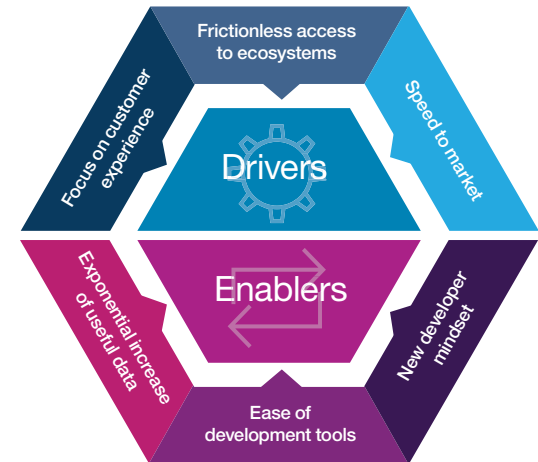 Frictionless access
to ecosystems
Focus on customer
experience
Speed to
market
Drivers
Enablers
Exponential increase
of useful data
New developer
mindset
Ease of
development tools